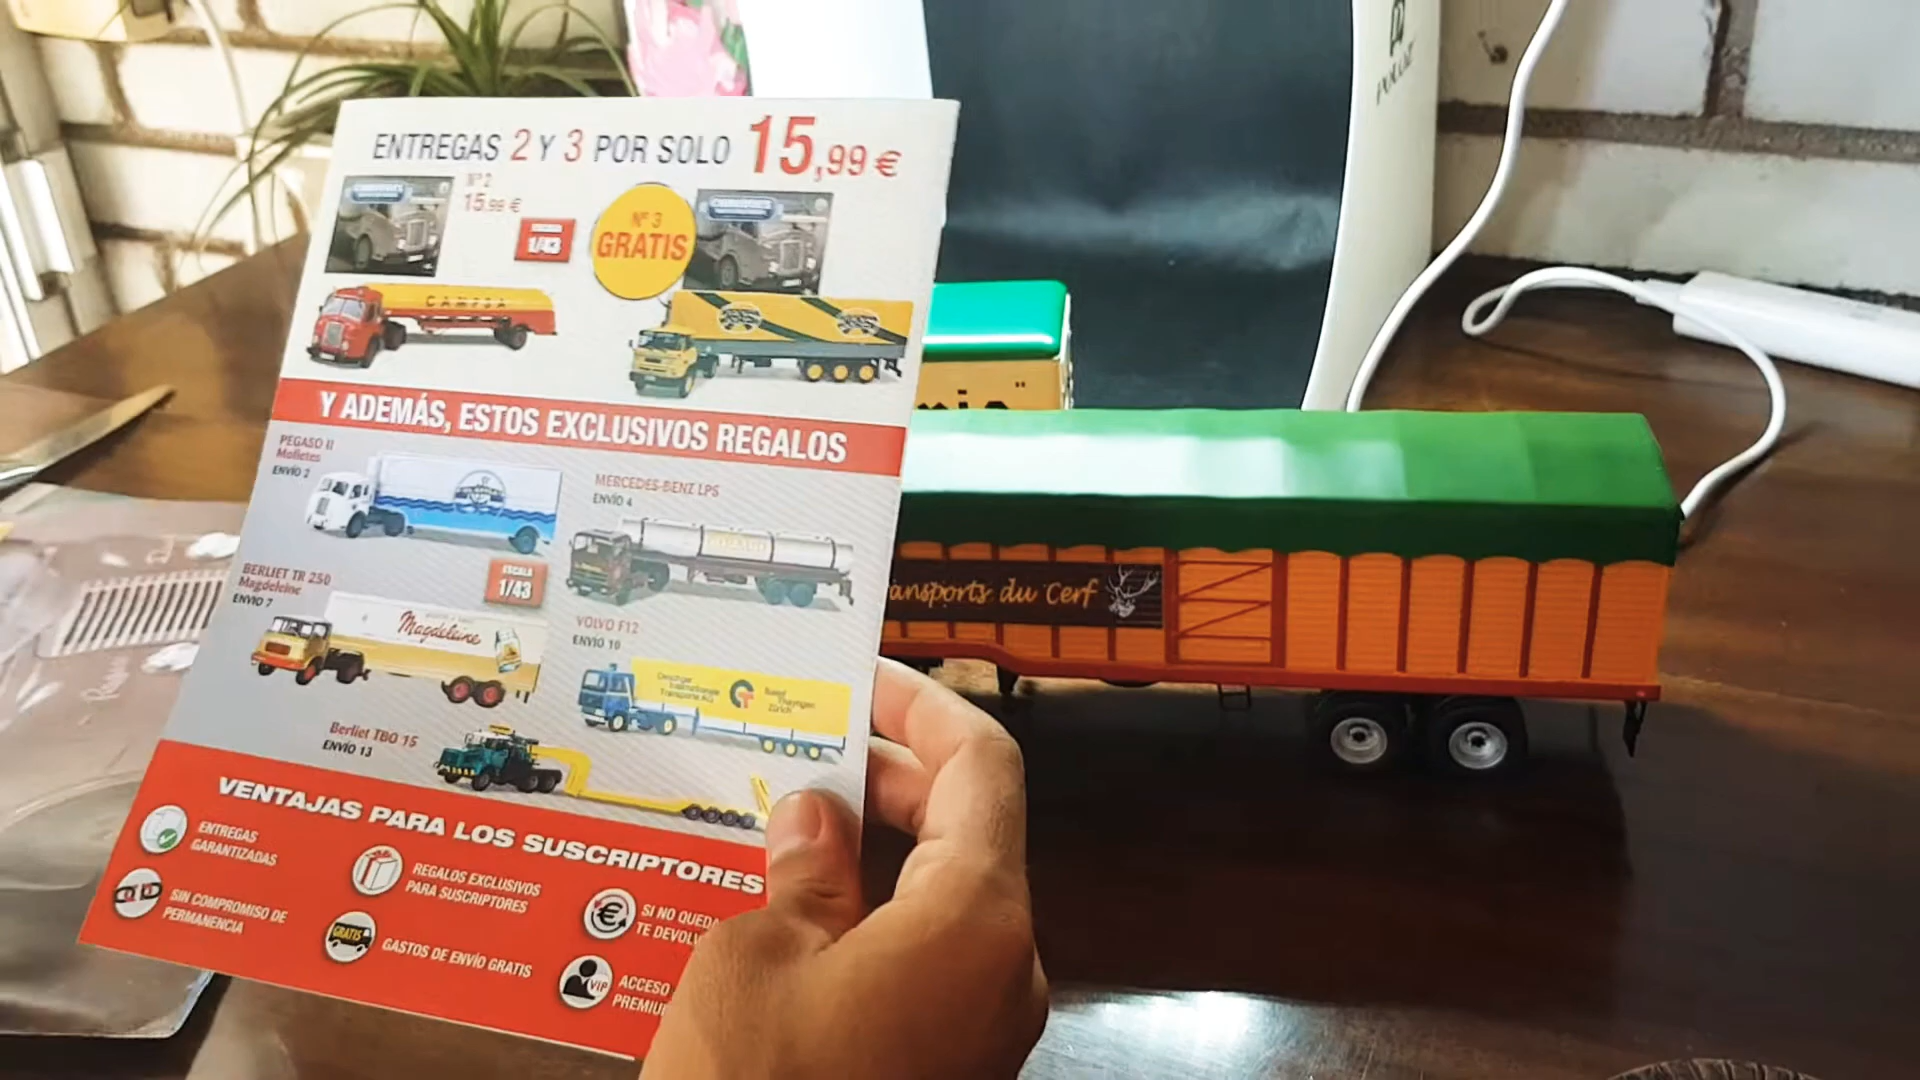 ENTREGAS 2 Y 3 POR SOLO 15,99 €
Nº 2
15,99 €
ESCALA
1/43
Nº 3
GRATIS
CAMPSA
Y ADEMÁS, ESTOS EXCLUSIVOS REGALOS
PEGASO II
Molletes
ENVÍO 2
MERCEDES-BENZ LPS
ENVÍO 4
BERLIET TR 250
Magdeleine
ENVÍO 7
ESCALA
1/43
Magdeleine
VOLVO F12
ENVÍO 10
Berliet TBO 15
ENVÍO 13
VENTAJAS PARA LOS SUSCRIPTORES
ENTREGAS
GARANTIZADAS
REGALOS EXCLUSIVOS
PARA SUSCRIPTORES
SI NO QUEDA
TE DEVOLV
SIN COMPROMISO DE
PERMANENCIA
GRATIS
GASTOS DE ENVÍO GRATIS
VIP
ACCESO
PREMIU
ansports du Cerf